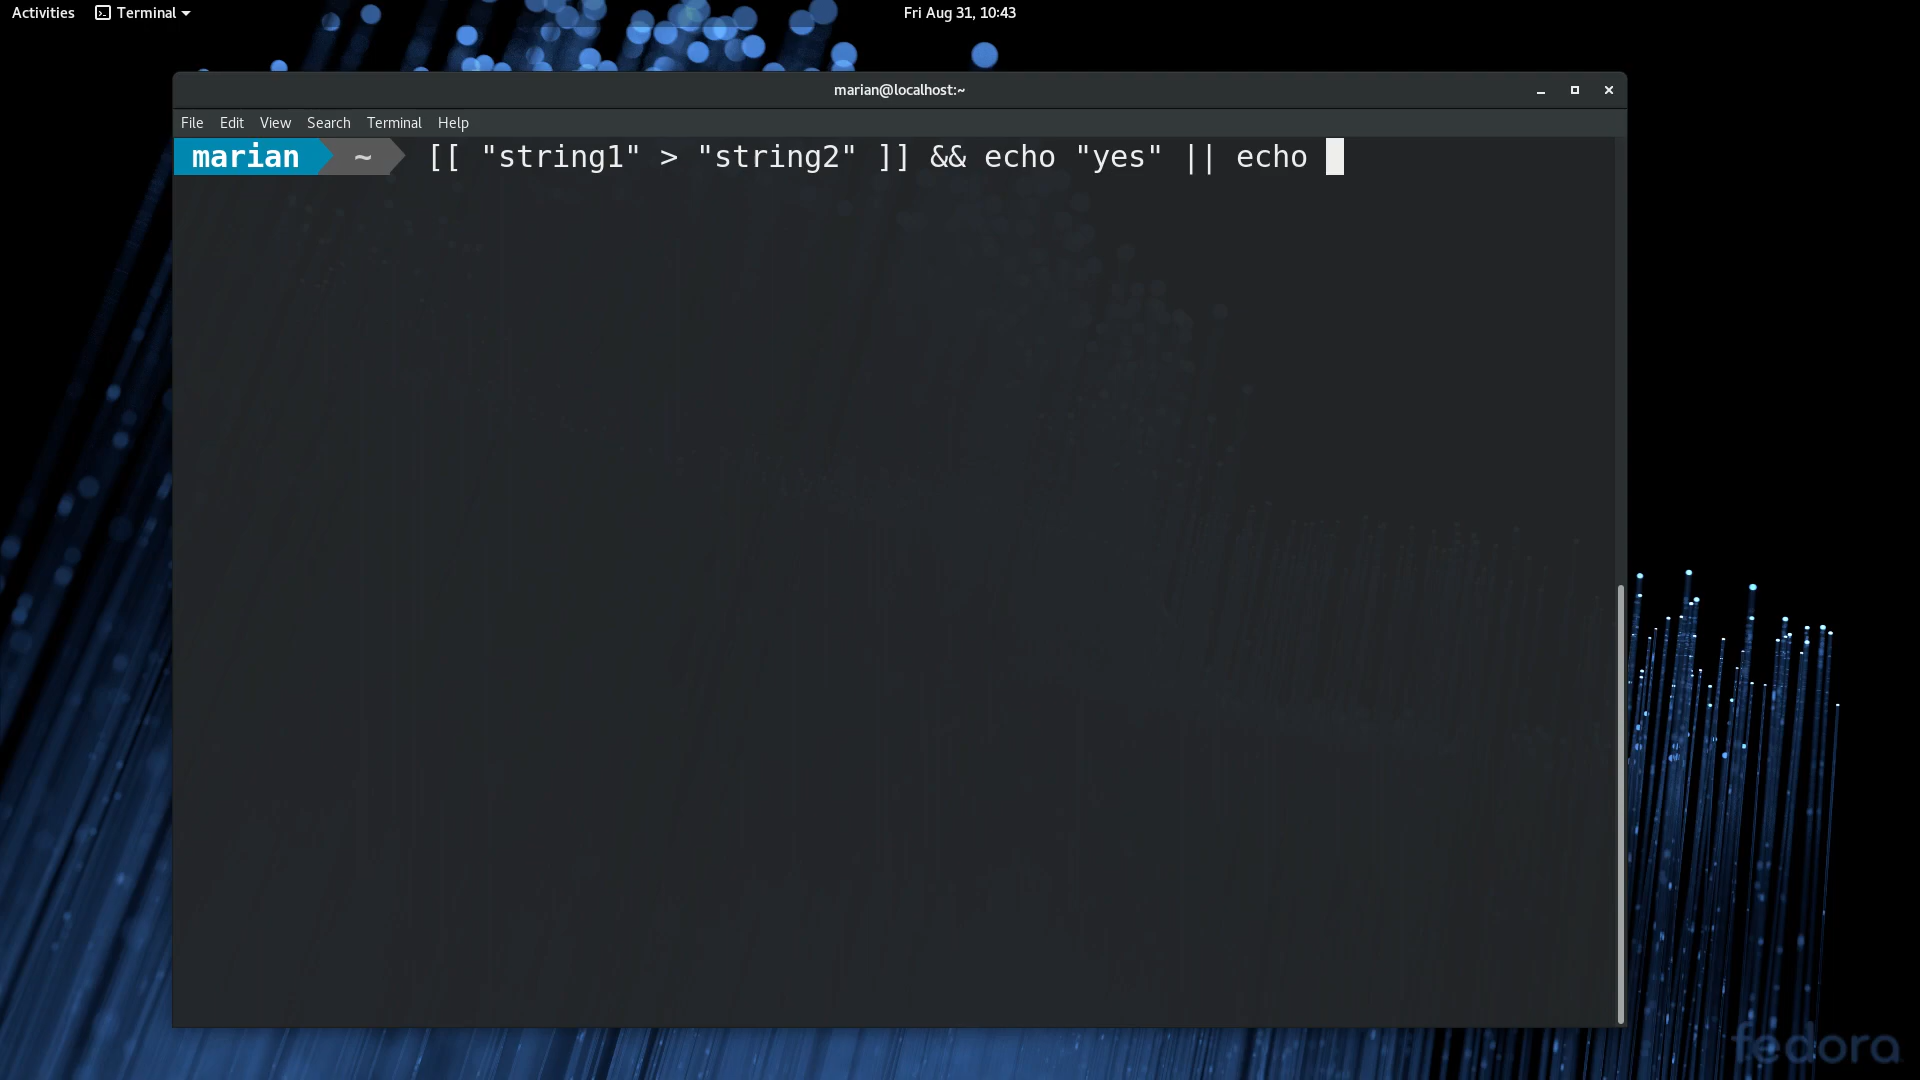 Activities Terminal Fri Aug 31, 10:43
marian@localhost:~
File Edit View Search Terminal Help
marian ~ [[ "string1" > "string2" ]] && echo "yes" || echo
fedora